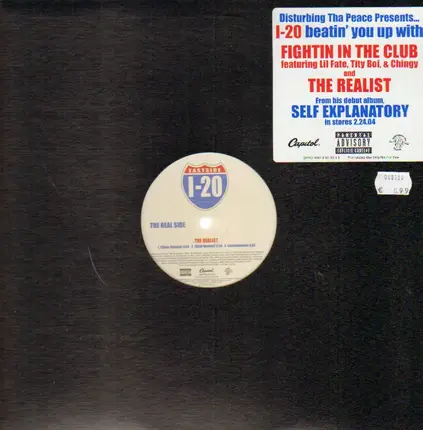 Disturbing Tha Peace Presents...
I-20 beatin' you up with
FIGHTIN IN THE CLUB
featuring Lil Fate, Tity Boi, & Chingy
and
THE REALIST
From his debut album,
SELF EXPLANATORY
in stores 2.24.04
Capitol
PARENTAL
ADVISORY
EXPLICIT CONTENT
EASTSIDE
I-20
THE REAL SIDE
THE REALIST
Capitol